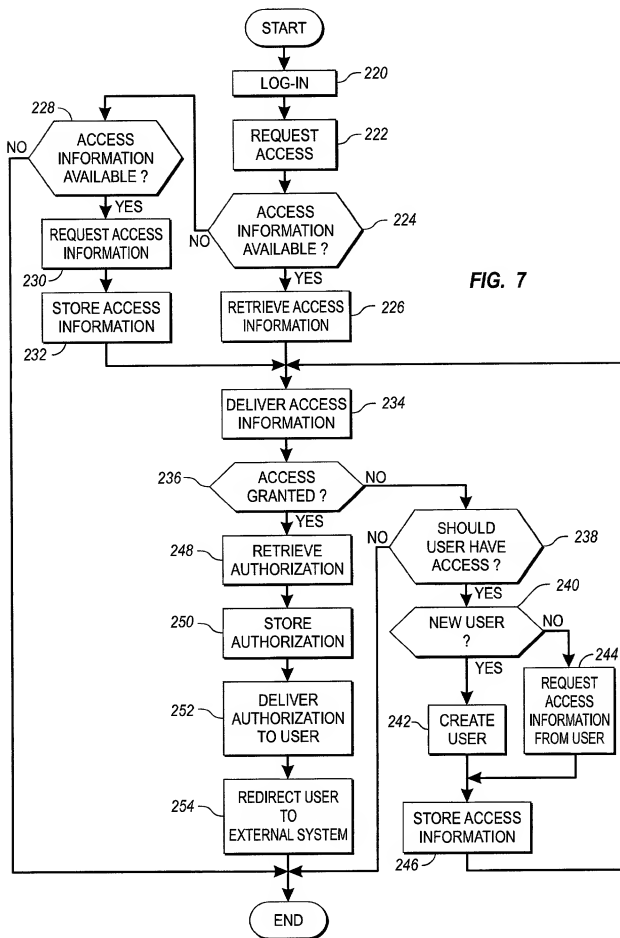 START
LOG-IN
220
228
REQUEST
ACCESS
222
NO
ACCESS
INFORMATION
AVAILABLE ?
ACCESS
INFORMATION
AVAILABLE ?
224
NO
YES
REQUEST ACCESS
INFORMATION
230
YES
FIG. 7
STORE ACCESS
INFORMATION
232
RETRIEVE ACCESS
INFORMATION
226
DELIVER ACCESS
INFORMATION
234
236
ACCESS
GRANTED ?
NO
YES
NO
SHOULD
USER HAVE
ACCESS ?
238
248
RETRIEVE
AUTHORIZATION
YES
240
250
STORE
AUTHORIZATION
NEW USER
?
NO
YES
244
REQUEST
ACCESS
INFORMATION
FROM USER
252
DELIVER
AUTHORIZATION
TO USER
242
CREATE
USER
254
REDIRECT USER
TO
EXTERNAL SYSTEM
STORE ACCESS
INFORMATION
246
END